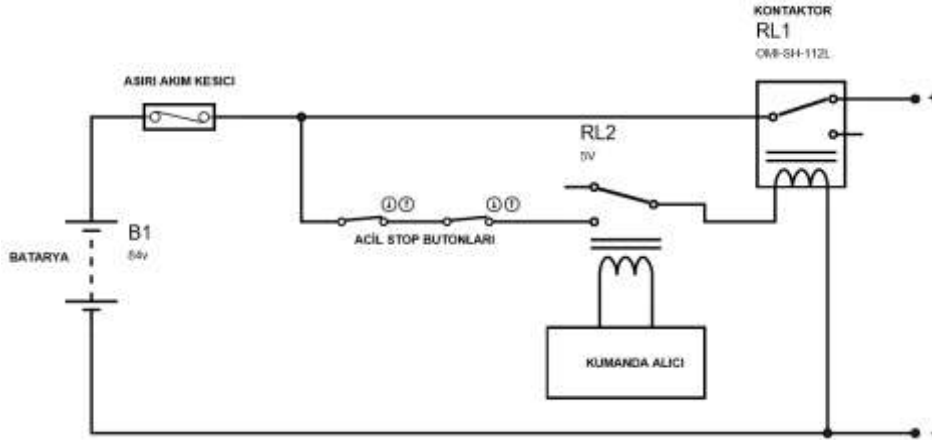 KONTAKTOR
RL1
OMI-SH-112L
ASIRI AKIM KESICI
+
RL2
5V
B1
84v
BATARYA
ACİL STOP BUTONLARI
KUMANDA ALICI
-